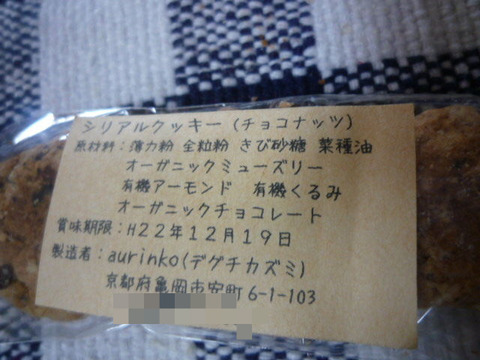 シリアルクッキー(チョコナッツ)
原材料:薄力粉 全粒粉 きび砂糖 菜種油
オーガニックミューズリー
有機アーモンド 有機くるみ
オーガニックチョコレート
賞味期限:H22年12月19日
製造者:aurinko(デグチカズミ)
京都府亀岡市安町6-1-103